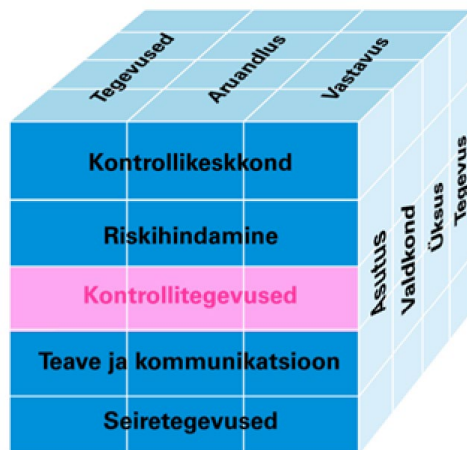 Tegevused
Aruandlus
Vastavus
Kontrollikeskkond
Riskihindamine
Kontrollitegevused
Teave ja kommunikatsioon
Seiretegevused
Asutus
Valdkond
Üksus
Tegevus